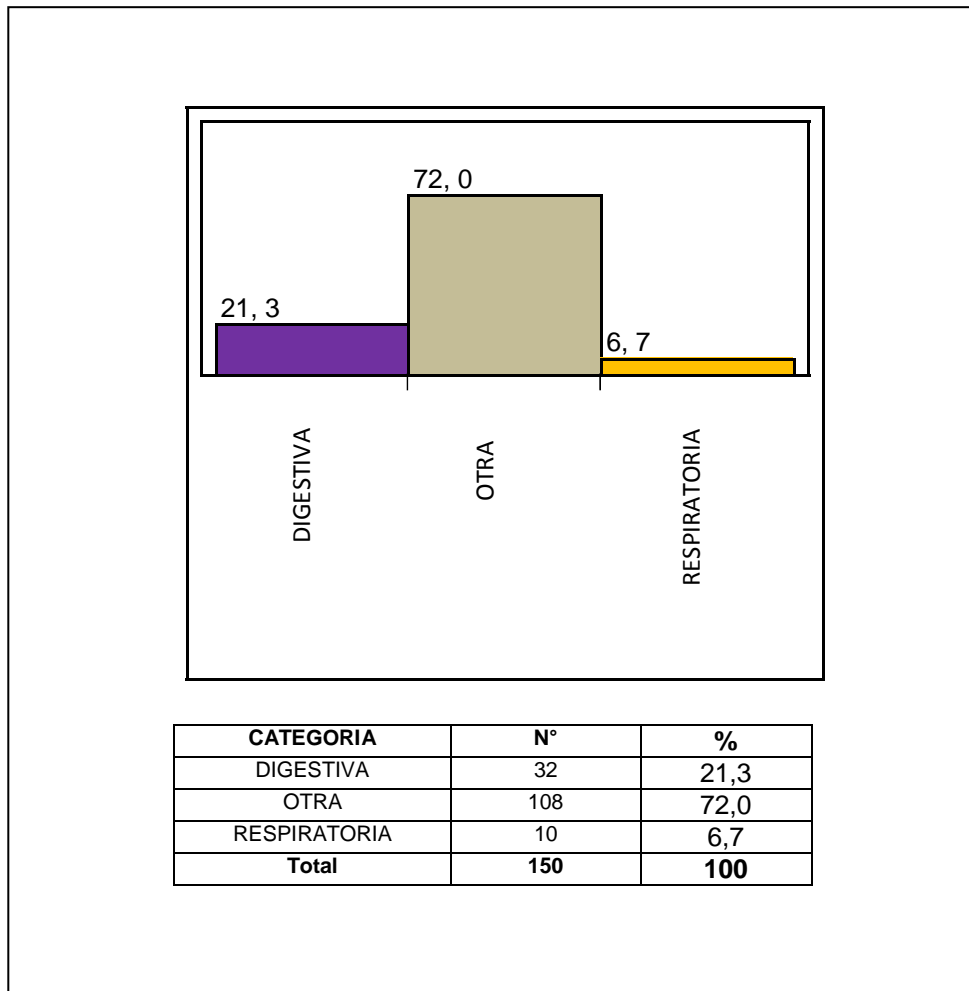 72, 0
21, 3
6, 7
DIGESTIVA
OTRA
RESPIRATORIA
CATEGORIA N° %
DIGESTIVA 32 21,3
OTRA 108 72,0
RESPIRATORIA 10 6,7
Total 150 100